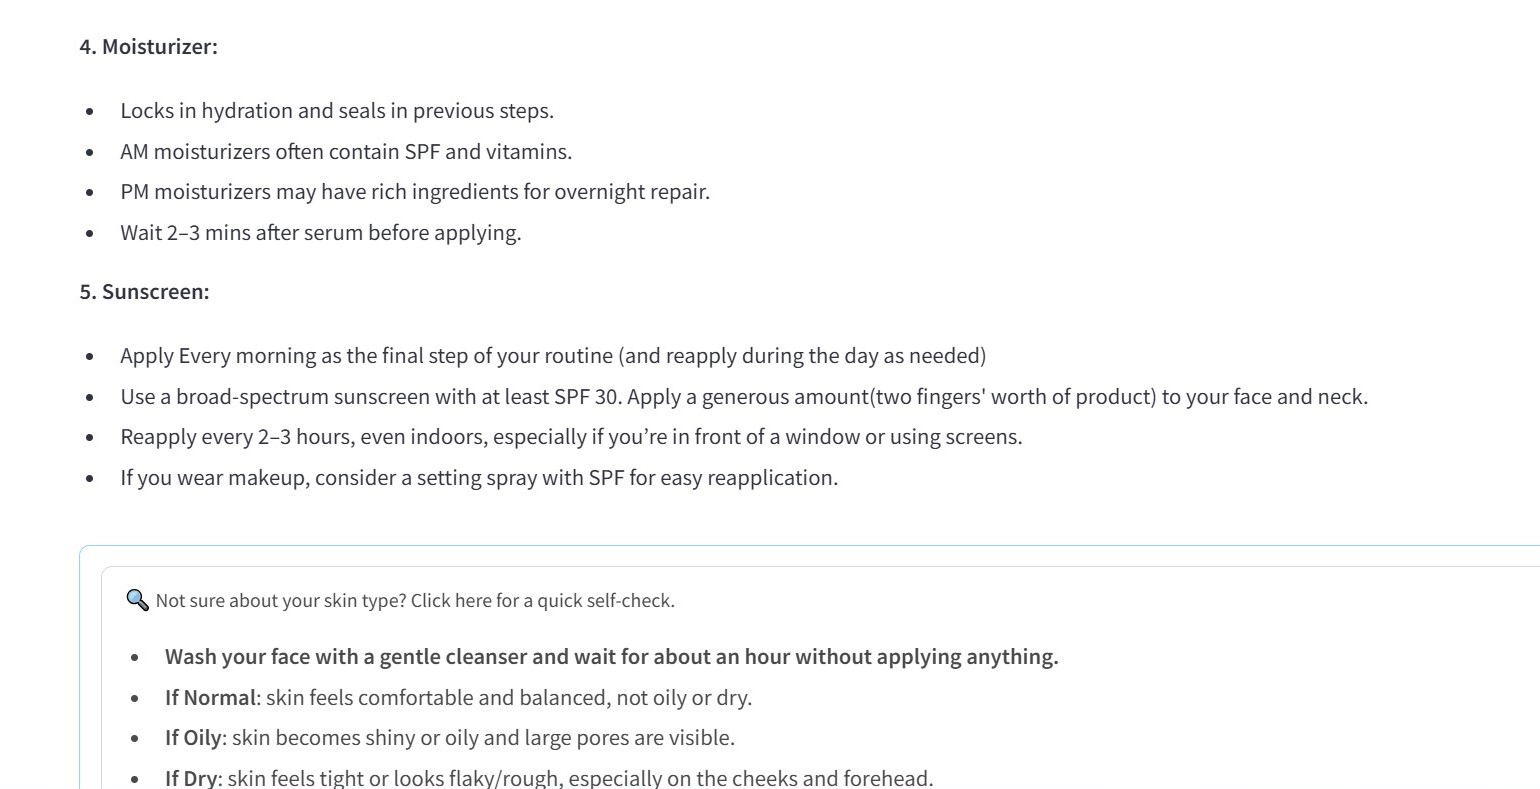 4. Moisturizer:
• Locks in hydration and seals in previous steps.
• AM moisturizers often contain SPF and vitamins.
• PM moisturizers may have rich ingredients for overnight repair.
• Wait 2–3 mins after serum before applying.
5. Sunscreen:
• Apply Every morning as the final step of your routine (and reapply during the day as needed)
• Use a broad-spectrum sunscreen with at least SPF 30. Apply a generous amount(two fingers' worth of product) to your face and neck.
• Reapply every 2–3 hours, even indoors, especially if you’re in front of a window or using screens.
• If you wear makeup, consider a setting spray with SPF for easy reapplication.
🔍 Not sure about your skin type? Click here for a quick self-check.
• Wash your face with a gentle cleanser and wait for about an hour without applying anything.
• If Normal: skin feels comfortable and balanced, not oily or dry.
• If Oily: skin becomes shiny or oily and large pores are visible.
• If Dry: skin feels tight or looks flaky/rough, especially on the cheeks and forehead.